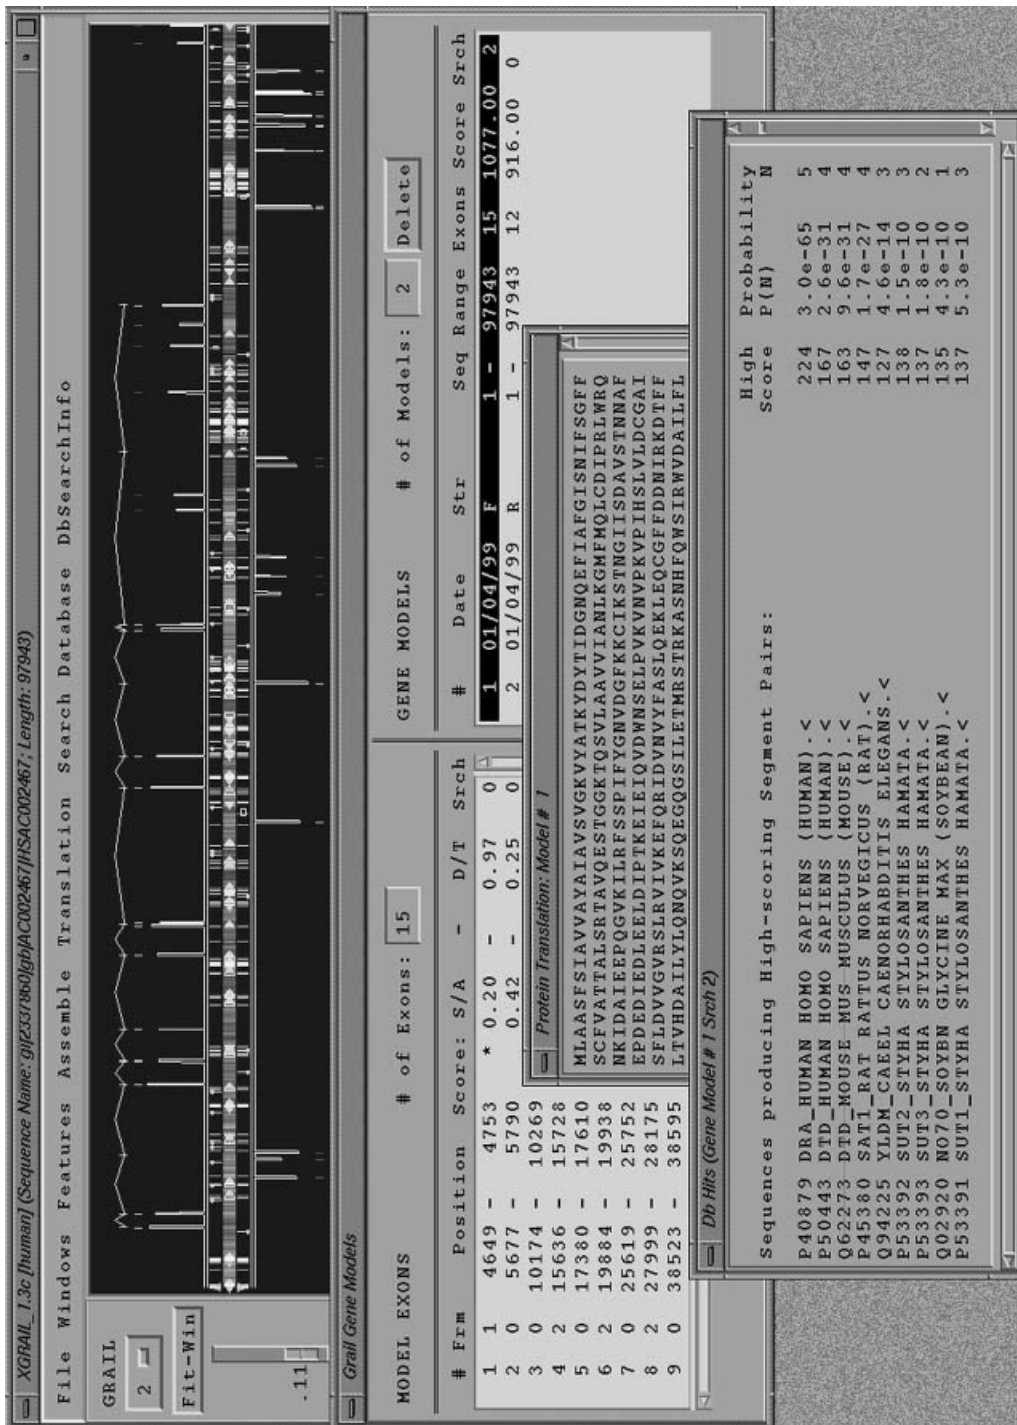 XGRAIL_1.3c [human] (Sequence Name: gi|2337860|gb|AC002467|HSAC002467; Length: 97943)
File Windows Features Assemble Translation Search Database DbSearchInfo
GRAIL
2
Fit-Win
.11
Grail Gene Models
MODEL EXONS # of Exons: 15
# Frm Position Score: S/A - D/T Srch
1 1 4649 - 4753 * 0.20 - 0.97 0
2 0 5677 - 5790 0.42 - 0.25 0
3 0 10174 - 10269
4 2 15636 - 15728
5 0 17380 - 17610
6 2 19884 - 19938
7 0 25619 - 25752
8 2 27999 - 28175
9 0 38523 - 38595
GENE MODELS # of Models: 2 Delete
# Date Str Seq Range Exons Score Srch
1 01/04/99 F 1 - 97943 15 1077.00 2
2 01/04/99 R 1 - 97943 12 916.00 0
Protein Translation: Model # 1
MLAASFSIAVVAYAIAVSVGKVYATKYDYTIDGNQEFIAFGISNIFSGFF
SCFVATTALSRTAVQESTGGKTQSVLAAVVIANLKGMFMQLCDIPRLWRQ
NKIDAIEEPQGVKILRFSSPIFYGNVDGFKKCIKSTNGIISDAVSTNNAF
EPDEDIEDLEELDIPTKEIEIQVDWNSELPVKVNVPKVPIHSLVLDCGAI
SFLDVVGVRSLRVIVKEFQRIDVNVYFASLQEKLEQCGFFDDNIRKDTFF
LTVHDAILYLQNQVKSQEGQGSILETMRSTRKASNHFQWSIRWVDAILFL
Db Hits (Gene Model # 1 Srch 2)
High Probability
Sequences producing High-scoring Segment Pairs: Score P(N) N
P40879 DRA_HUMAN HOMO SAPIENS (HUMAN).< 224 3.0e-65 5
P50443 DTD_HUMAN HOMO SAPIENS (HUMAN).< 167 2.6e-31 4
Q62273 DTD_MOUSE MUS MUSCULUS (MOUSE).< 163 9.6e-31 4
P45380 SAT1_RAT RATTUS NORVEGICUS (RAT).< 147 1.7e-27 4
Q94225 YLDM_CAEEL CAENORHABDITIS ELEGANS.< 127 4.6e-14 3
P53392 SUT2_STYHA STYLOSANTHES HAMATA.< 138 1.5e-10 3
P53393 SUT3_STYHA STYLOSANTHES HAMATA.< 137 1.8e-10 2
Q02920 NO70_SOYBN GLYCINE MAX (SOYBEAN).< 135 4.3e-10 1
P53391 SUT1_STYHA STYLOSANTHES HAMATA.< 137 5.3e-10 3